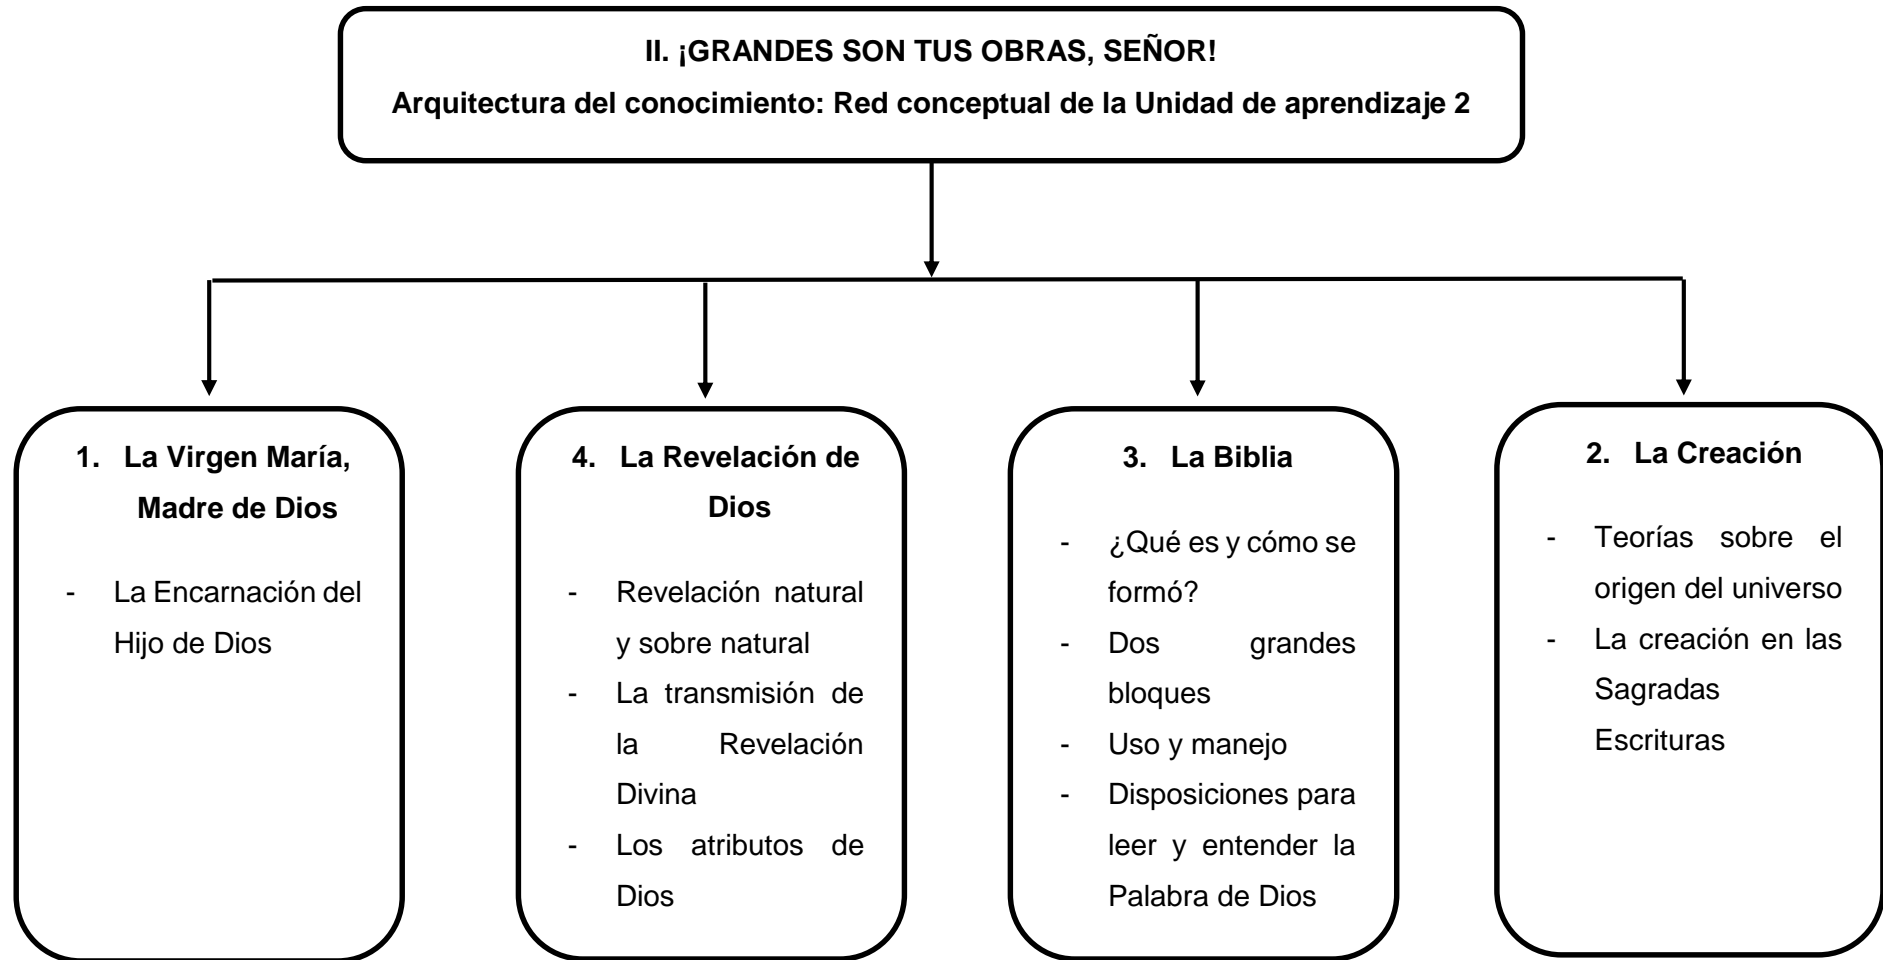 II. ¡GRANDES SON TUS OBRAS, SEÑOR!
Arquitectura del conocimiento: Red conceptual de la Unidad de aprendizaje 2
1. La Virgen María,
Madre de Dios
- La Encarnación del
Hijo de Dios
4. La Revelación de
Dios
- Revelación natural
y sobre natural
- La transmisión de
la Revelación
Divina
- Los atributos de
Dios
3. La Biblia
- ¿Qué es y cómo se
formó?
- Dos grandes
bloques
- Uso y manejo
- Disposiciones para
leer y entender la
Palabra de Dios
2. La Creación
- Teorías sobre el
origen del universo
- La creación en las
Sagradas
Escrituras